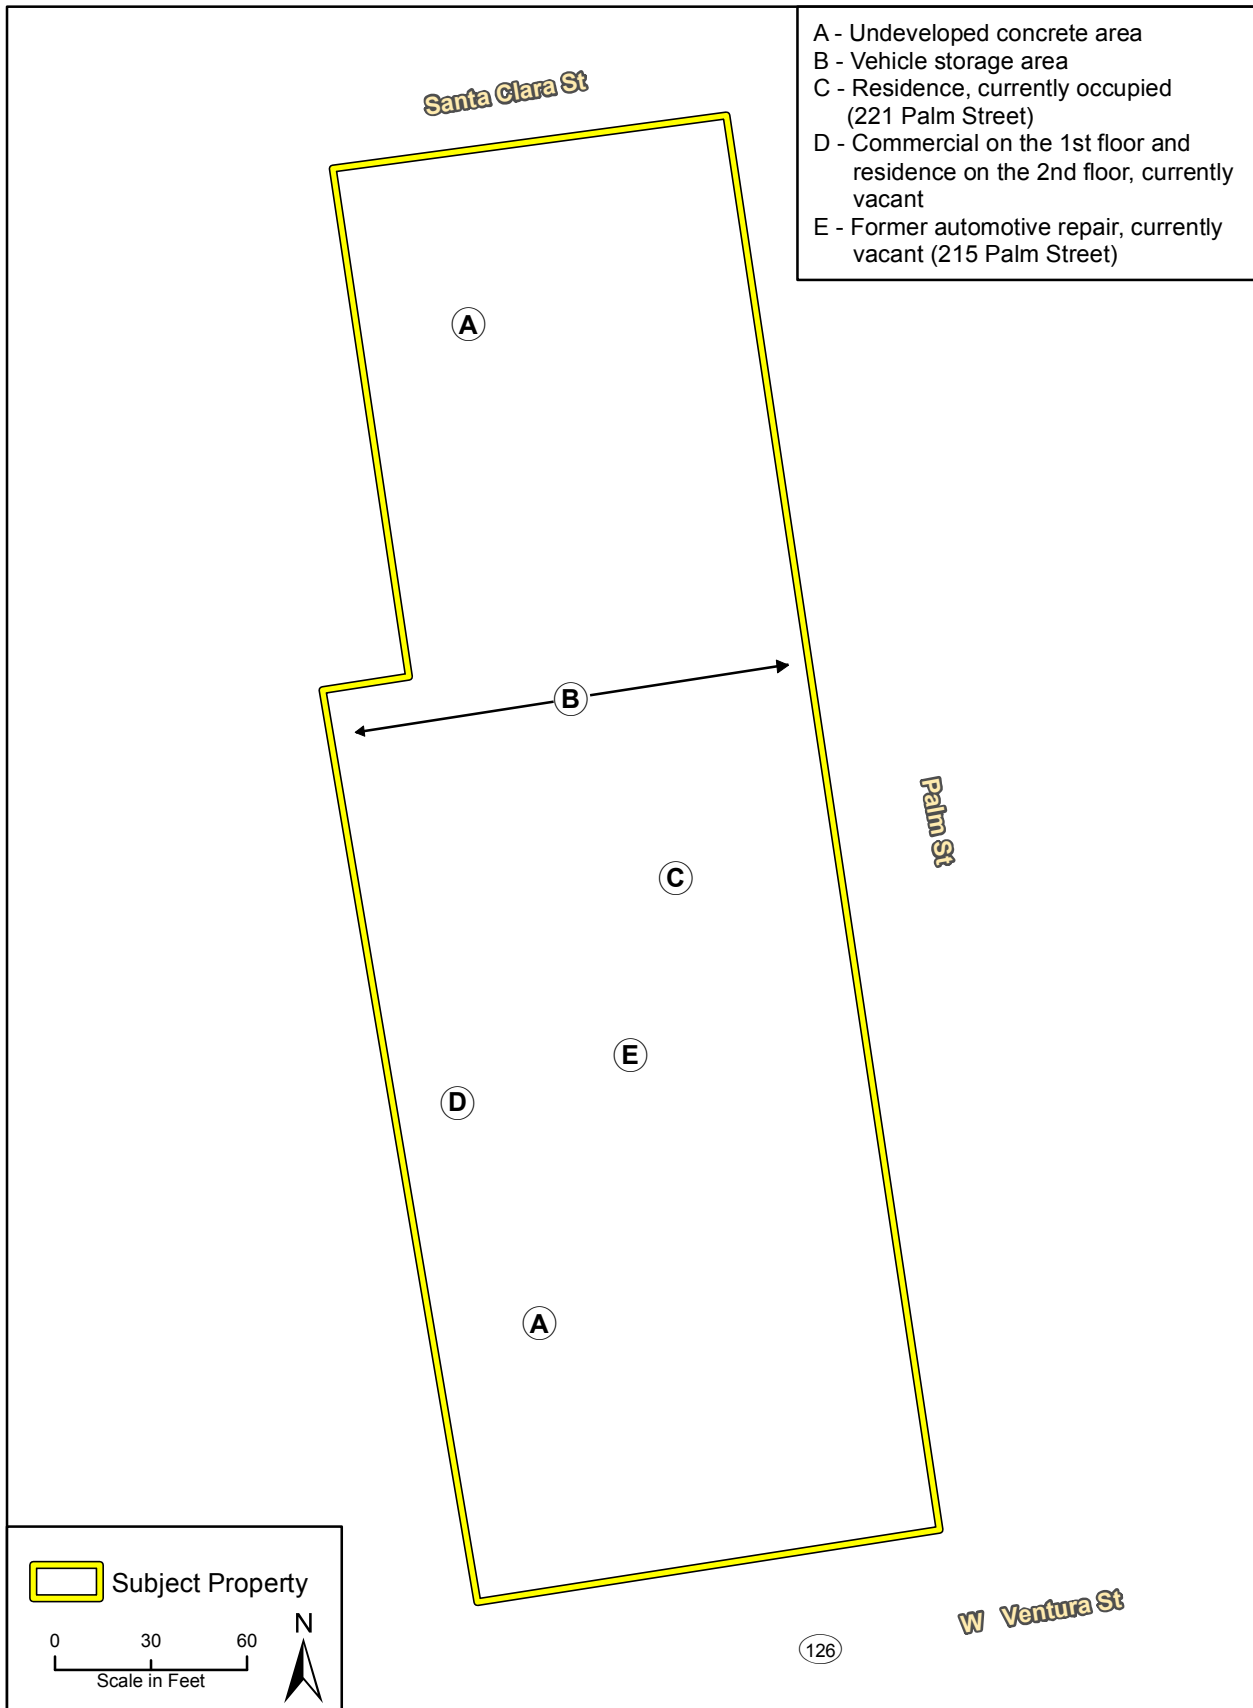 A - Undeveloped concrete area
B - Vehicle storage area
C - Residence, currently occupied
(221 Palm Street)
D - Commercial on the 1st floor and
residence on the 2nd floor, currently
vacant
E - Former automotive repair, currently
vacant (215 Palm Street)
Santa Clara St
A
B
Palm St
C
E
D
A
W Ventura St
126
Subject Property
N
0 30 60
Scale in Feet